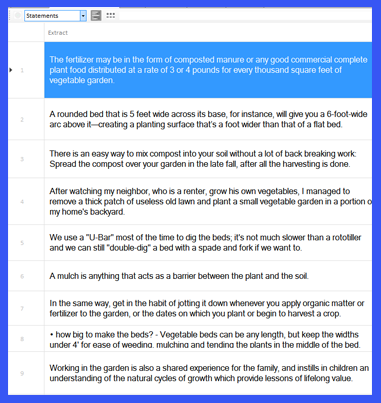 Statements
Extract
1
The fertilizer may be in the form of composted manure or any good commercial complete
plant food distributed at a rate of 3 or 4 pounds for every thousand square feet of
vegetable garden.
2
A rounded bed that is 5 feet wide across its base, for instance, will give you a 6-foot-wide
arc above it—creating a planting surface that's a foot wider than that of a flat bed.
3
There is an easy way to mix compost into your soil without a lot of back breaking work:
Spread the compost over your garden in the late fall, after all the harvesting is done.
4
After watching my neighbor, who is a renter, grow his own vegetables, I managed to
remove a thick patch of useless old lawn and plant a small vegetable garden in a portion o
my home's backyard.
5
We use a "U-Bar" most of the time to dig the beds; it's not much slower than a rototiller
and we can still "double-dig" a bed with a spade and fork if we want to.
6
A mulch is anything that acts as a barrier between the plant and the soil.
7
In the same way, get in the habit of jotting it down whenever you apply organic matter or
fertilizer to the garden, or the dates on which you plant or begin to harvest a crop.
8
• how big to make the beds? - Vegetable beds can be any length, but keep the widths
under 4' for ease of weeding, mulching and tending the plants in the middle of the bed.
9
Working in the garden is also a shared experience for the family, and instills in children an
understanding of the natural cycles of growth which provide lessons of lifelong value.